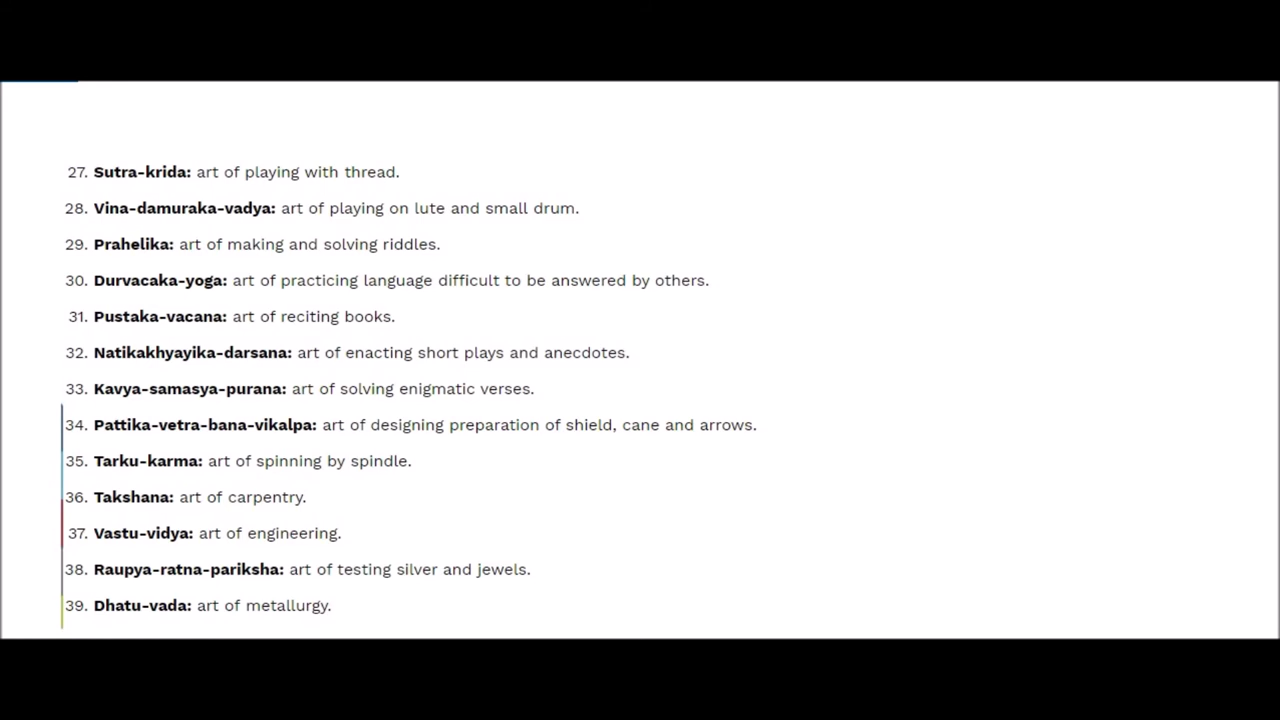 27. Sutra-krida: art of playing with thread.
28. Vina-damuraka-vadya: art of playing on lute and small drum.
29. Prahelika: art of making and solving riddles.
30. Durvacaka-yoga: art of practicing language difficult to be answered by others.
31. Pustaka-vacana: art of reciting books.
32. Natikakhyayika-darsana: art of enacting short plays and anecdotes.
33. Kavya-samasya-purana: art of solving enigmatic verses.
34. Pattika-vetra-bana-vikalpa: art of designing preparation of shield, cane and arrows.
35. Tarku-karma: art of spinning by spindle.
36. Takshana: art of carpentry.
37. Vastu-vidya: art of engineering.
38. Raupya-ratna-pariksha: art of testing silver and jewels.
39. Dhatu-vada: art of metallurgy.